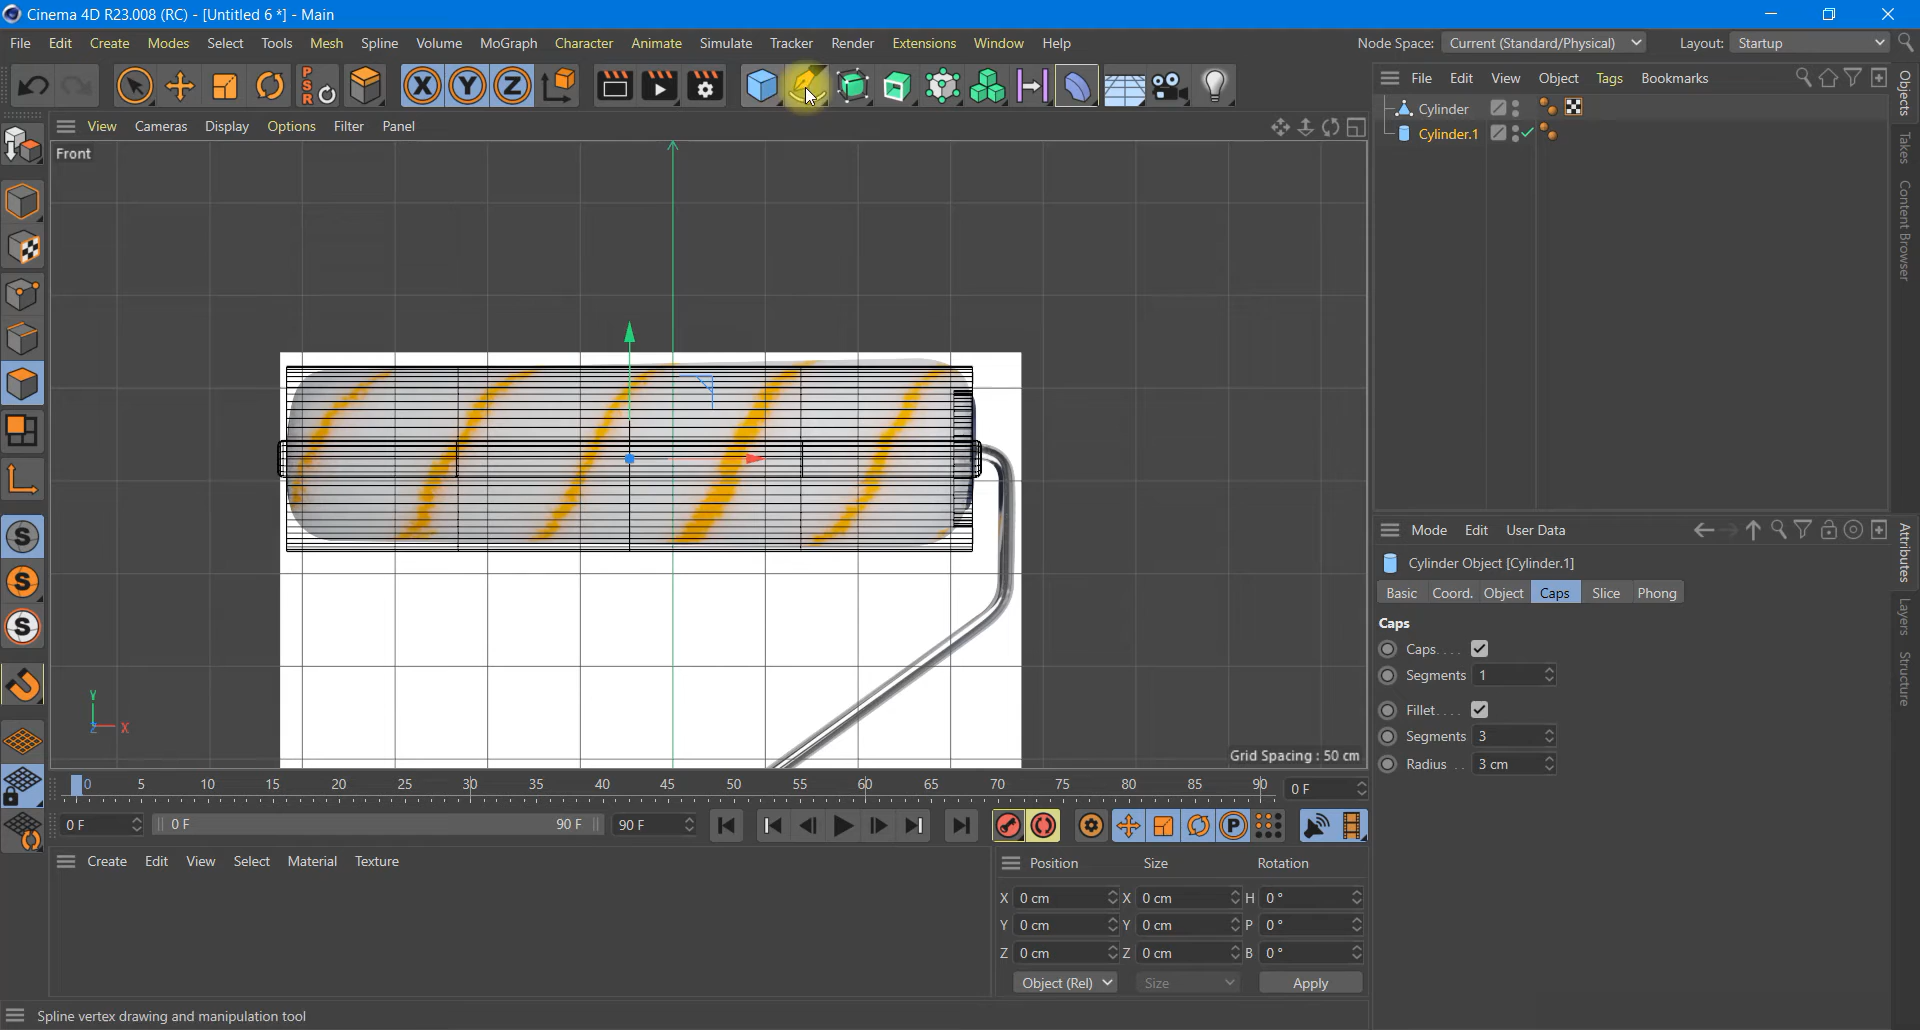 Cinema 4D R23.008 (RC) - [Untitled 6 *] - Main
File Edit Create Modes Select Tools Mesh Spline Volume MoGraph Character Animate Simulate Tracker Render Extensions Window Help Node Space: Current (Standard/Physical) Layout: Startup
X Y Z
PSR
File Edit View Object Tags Bookmarks
View Cameras Display Options Filter Panel
Front
Cylinder
Cylinder.1
Objects
Takes
Content Browser
S
S
S
Y
Z X
Grid Spacing : 50 cm
Mode Edit User Data
Cylinder Object [Cylinder.1]
Basic Coord. Object Caps Slice Phong
Caps
Caps. . . .
Segments 1
Fillet. . . .
Segments 3
Radius . . 3 cm
Attributes
Layers
Structure
0 5 10 15 20 25 30 35 40 45 50 55 60 65 70 75 80 85 90 0 F
0 F 0 F 90 F 90 F
P
Create Edit View Select Material Texture
Position Size Rotation
X 0 cm X 0 cm H 0 °
Y 0 cm Y 0 cm P 0 °
Z 0 cm Z 0 cm B 0 °
Object (Rel) Size Apply
Spline vertex drawing and manipulation tool